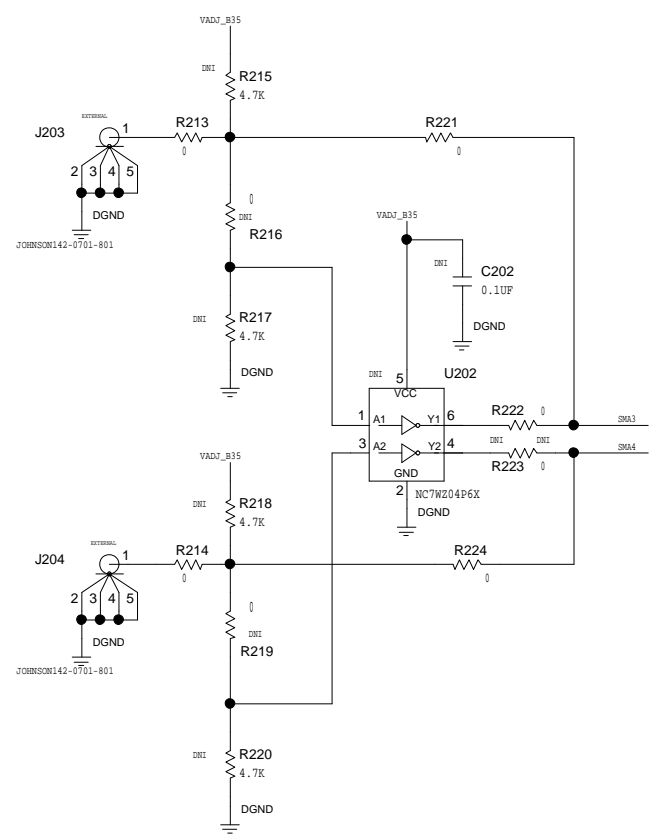 VADJ_B35
DNI
R215
4.7K
EXTERNAL
J203
1
R213
0
R221
0
2
3
4
5
DGND
JOHNSON142-0701-801
0
DNI
R216
VADJ_B35
DNI
C202
0.1UF
DGND
DNI
R217
4.7K
DGND
DNI
5
U202
VCC
1
A1
Y1
6
R222
0
SMA3
3
A2
Y2
4
DNI
DNI
SMA4
R223
0
GND
2
NC7WZ04P6X
DGND
VADJ_B35
DNI
R218
4.7K
EXTERNAL
J204
1
R214
0
R224
0
2
3
4
5
DGND
JOHNSON142-0701-801
0
DNI
R219
DNI
R220
4.7K
DGND